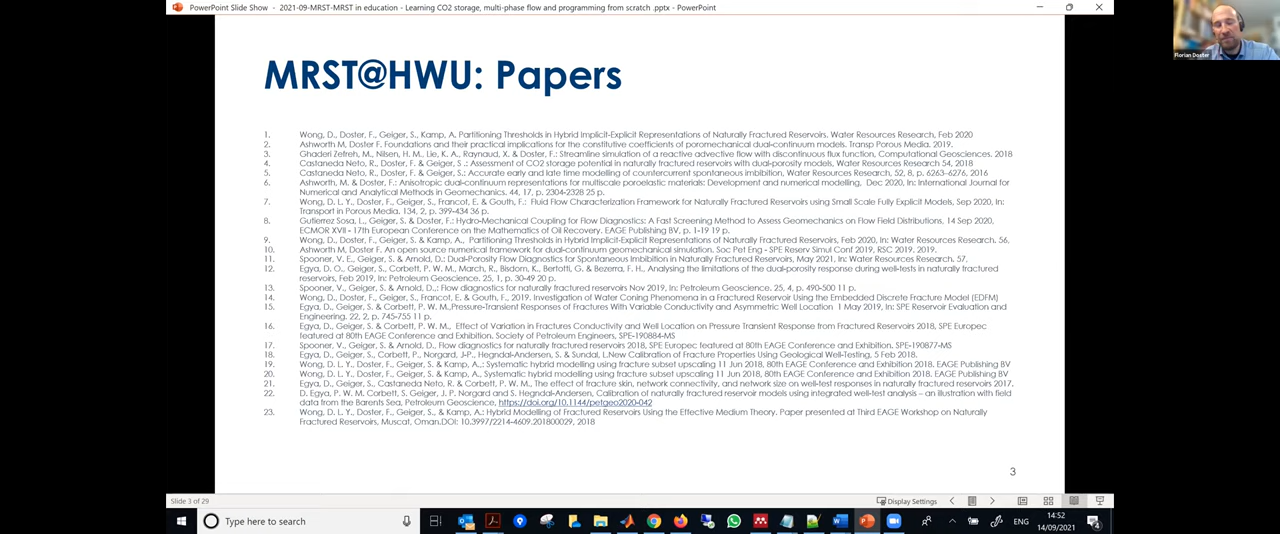 PowerPoint Slide Show - 2021-09-MRST-MRST in education - Learning CO2 storage, multi-phase flow and programming from scratch .pptx - PowerPoint
Florian Doster
MRST@HWU: Papers
1. Wong, D., Doster, F., Geiger, S., Kamp, A. Partitioning Thresholds in Hybrid Implicit-Explicit Representations of Naturally Fractured Reservoirs. Water Resources Research, Feb 2020
2. Ashworth M, Doster F. Foundations and their practical implications for the constitutive coefficients of poromechanical dual-continuum models. Transp Porous Media. 2019.
3. Ghaderi Zefreh, M., Nilsen, H. M., Lie, K. A., Raynaud, X. & Doster, F.: Streamline simulation of a reactive advective flow with discontinuous flux function, Computational Geosciences. 2018
4. Castaneda Neto, R., Doster, F. & Geiger, S .: Assessment of CO2 storage potential in naturally fractured reservoirs with dual-porosity models, Water Resources Research 54, 2018
5. Castaneda Neto, R., Doster, F., & Geiger, S.: Accurate early and late time modelling of countercurrent spontaneous imbibition, Water Resources Research, 52, 8, p. 6263–6276. 2016
6. Ashworth, M. & Doster, F.: Anisotropic dual-continuum representations for multiscale poroelastic materials: Development and numerical modelling, Dec 2020, In: International Journal for
Numerical and Analytical Methods in Geomechanics. 44, 17, p. 2304-2328 25 p.
7. Wong, D. L. Y., Doster, F., Geiger, S., Francot, E. & Gouth, F.: Fluid Flow Characterization Framework for Naturally Fractured Reservoirs using Small Scale Fully Explicit Models, Sep 2020, In:
Transport in Porous Media. 134, 2, p. 399-434 36 p.
8. Gutierrez Sosa, L., Geiger, S. & Doster, F.: Hydro-Mechanical Coupling for Flow Diagnostics: A Fast Screening Method to Assess Geomechanics on Flow Field Distributions, 14 Sep 2020,
ECMOR XVII - 17th European Conference on the Mathematics of Oil Recovery. EAGE Publishing BV, p. 1-19 19 p.
9. Wong, D., Doster, F., Geiger, S. & Kamp, A., Partitioning Thresholds in Hybrid Implicit-Explicit Representations of Naturally Fractured Reservoirs, Feb 2020, In: Water Resources Research. 56,
10. Ashworth M, Doster F. An open source numerical framework for dual-continuum geomechanical simulation. Soc Pet Eng - SPE Reserv Simul Conf 2019, RSC 2019. 2019.
11. Spooner, V. E., Geiger, S. & Arnold, D.: Dual-Porosity Flow Diagnostics for Spontaneous Imbibition in Naturally Fractured Reservoirs, May 2021, In: Water Resources Research. 57,
12. Egya, D. O., Geiger, S., Corbett, P. W. M., March, R., Bisdom, K., Bertotti, G. & Bezerra, F. H., Analysing the limitations of the dual-porosity response during well-tests in naturally fractured
reservoirs, Feb 2019, In: Petroleum Geoscience. 25, 1, p. 30-49 20 p.
13. Spooner, V., Geiger, S. & Arnold, D.,: Flow diagnostics for naturally fractured reservoirs Nov 2019, In: Petroleum Geoscience. 25, 4, p. 490-500 11 p.
14. Wong, D., Doster, F., Geiger, S., Francot, E. & Gouth, F., 2019. Investigation of Water Coning Phenomena in a Fractured Reservoir Using the Embedded Discrete Fracture Model (EDFM)
15. Egya, D., Geiger, S. & Corbett, P. W. M.,Pressure-Transient Responses of Fractures With Variable Conductivity and Asymmetric Well Location 1 May 2019, In: SPE Reservoir Evaluation and
Engineering. 22, 2, p. 745-755 11 p.
16. Egya, D., Geiger, S. & Corbett, P. W. M., Effect of Variation in Fractures Conductivity and Well Location on Pressure Transient Response from Fractured Reservoirs 2018, SPE Europec
featured at 80th EAGE Conference and Exhibition. Society of Petroleum Engineers, SPE-190884-MS
17. Spooner, V., Geiger, S. & Arnold, D., Flow diagnostics for naturally fractured reservoirs 2018, SPE Europec featured at 80th EAGE Conference and Exhibition. SPE-190877-MS
18. Egya, D., Geiger, S., Corbett, P., Norgard, J-P., Hegndal-Andersen, S. & Sundal, L.New Calibration of Fracture Properties Using Geological Well-Testing, 5 Feb 2018.
19. Wong, D. L. Y., Doster, F., Geiger, S. & Kamp, A.,: Systematic hybrid modelling using fracture subset upscaling 11 Jun 2018, 80th EAGE Conference and Exhibition 2018. EAGE Publishing BV
20. Wong, D. L. Y., Doster, F., Geiger, S. & Kamp, A., Systematic hybrid modelling using fracture subset upscaling 11 Jun 2018, 80th EAGE Conference and Exhibition 2018. EAGE Publishing BV
21. Egya, D., Geiger, S., Castaneda Neto, R. & Corbett, P. W. M., The effect of fracture skin, network connectivity, and network size on well-test responses in naturally fractured reservoirs 2017.
22. D. Egya, P. W. M. Corbett, S. Geiger, J. P. Norgard and S. Hegndal-Andersen, Calibration of naturally fractured reservoir models using integrated well-test analysis – an illustration with field
data from the Barents Sea, Petroleum Geoscience, https://doi.org/10.1144/petgeo2020-042
23. Wong, D. L. Y., Doster, F., Geiger, S., & Kamp, A.: Hybrid Modelling of Fractured Reservoirs Using the Effective Medium Theory. Paper presented at Third EAGE Workshop on Naturally
Fractured Reservoirs, Muscat, Oman.DOI: 10.3997/2214-4609.201800029, 2018
3
Slide 3 of 29
Display Settings
Type here to search
ENG
14:52
14/09/2021
4